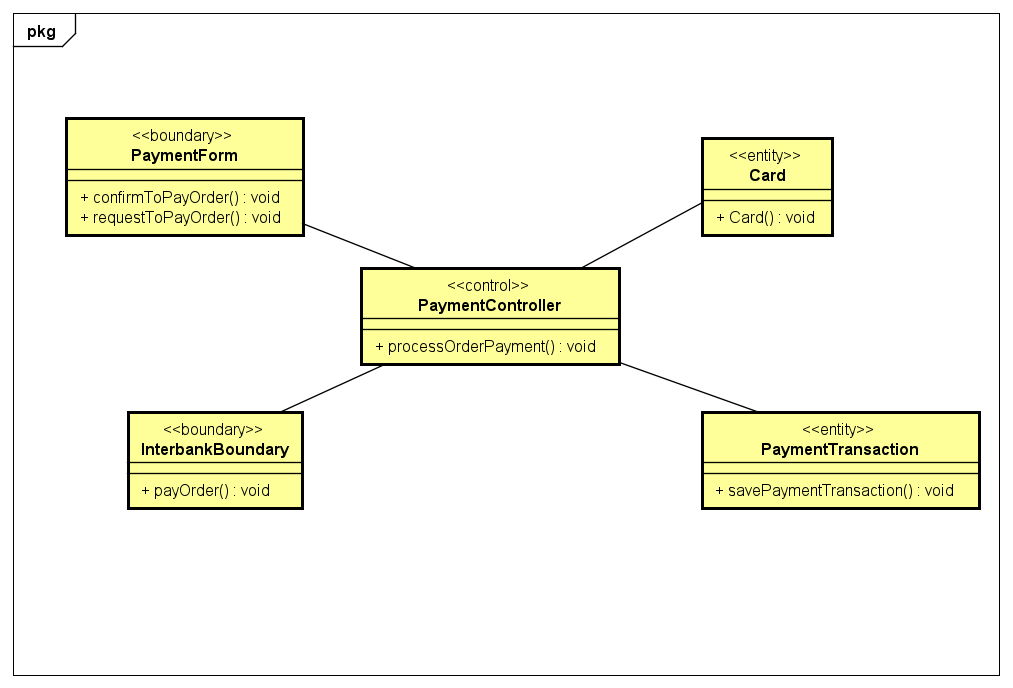 pkg
<<boundary>>
PaymentForm
+ confirmToPayOrder() : void
+ requestToPayOrder() : void
<<entity>>
Card
+ Card() : void
<<control>>
PaymentController
+ processOrderPayment() : void
<<boundary>>
InterbankBoundary
+ payOrder() : void
<<entity>>
PaymentTransaction
+ savePaymentTransaction() : void